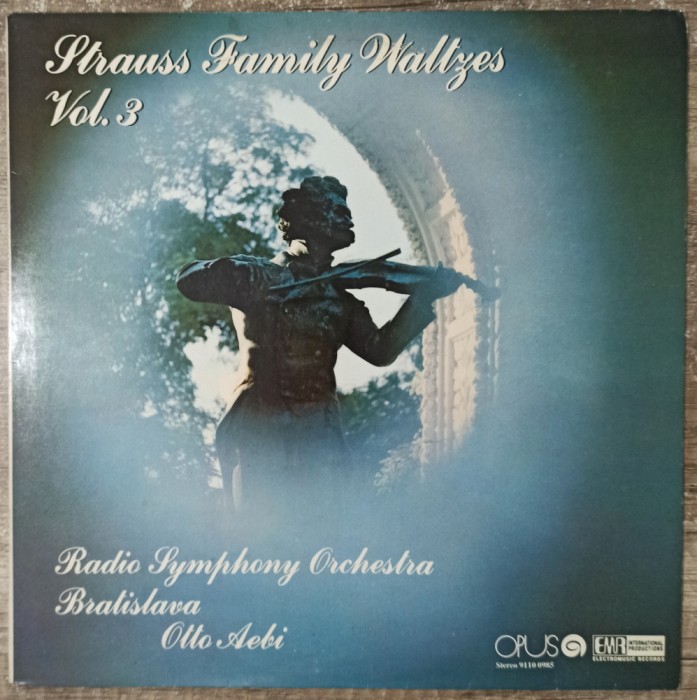 Strauss Family Waltzes
Vol. 3
Radio Symphony Orchestra
Bratislava
Otto Aebi
OPUS
EMR INTERNATIONAL PRODUCTIONS
ELECTROMUSIC RECORDS
Stereo 9110 0985